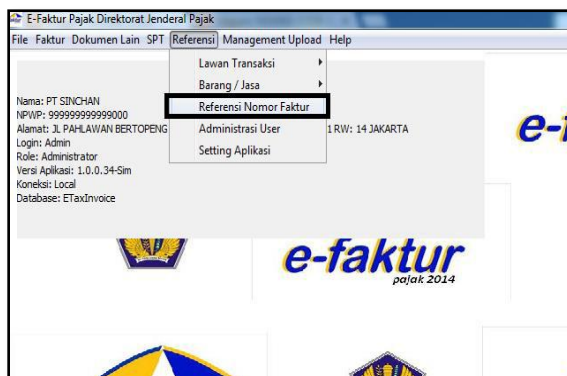 E-Faktur Pajak Direktorat Jenderal Pajak
File Faktur Dokumen Lain SPT Referensi Management Upload Help
Lawan Transaksi
Barang / Jasa
Referensi Nomor Faktur
Administrasi User
Setting Aplikasi
Nama: PT SINCHAN
NPWP: 999999999999000
Alamat: JL PAHLAWAN BERTOPENG 1 RW: 14 JAKARTA
Login: Admin
Role: Administrator
Versi Aplikasi: 1.0.0.34-Sim
Koneksi: Local
Database: ETaxInvoice
e-faktur
pajak 2014